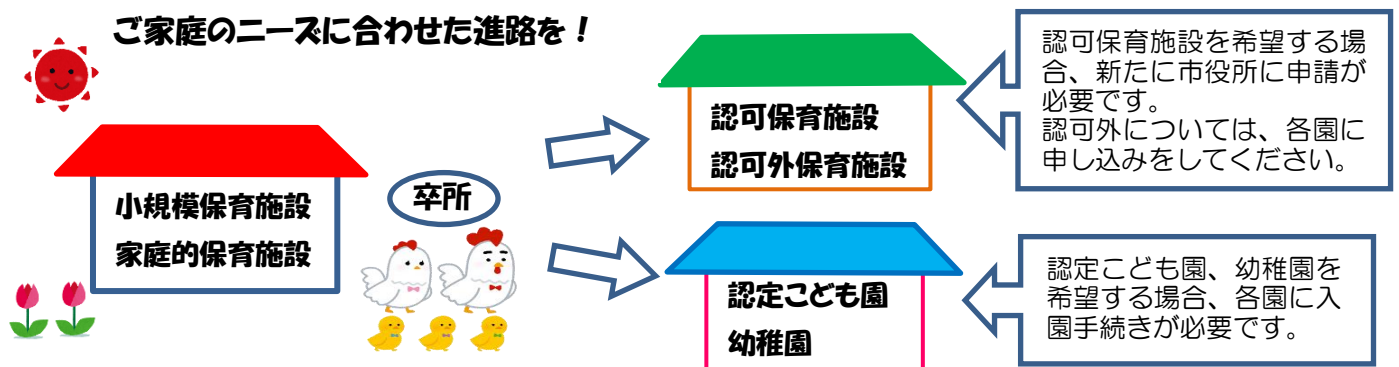 ご家庭のニーズに合わせた進路を！
小規模保育施設
家庭的保育施設
卒所
認可保育施設
認可外保育施設
認可保育施設を希望する場
合、新たに市役所に申請が
必要です。
認可外については、各園に
申し込みをしてください。
認定こども園
幼稚園
認定こども園、幼稚園を
希望する場合、各園に入
園手続きが必要です。